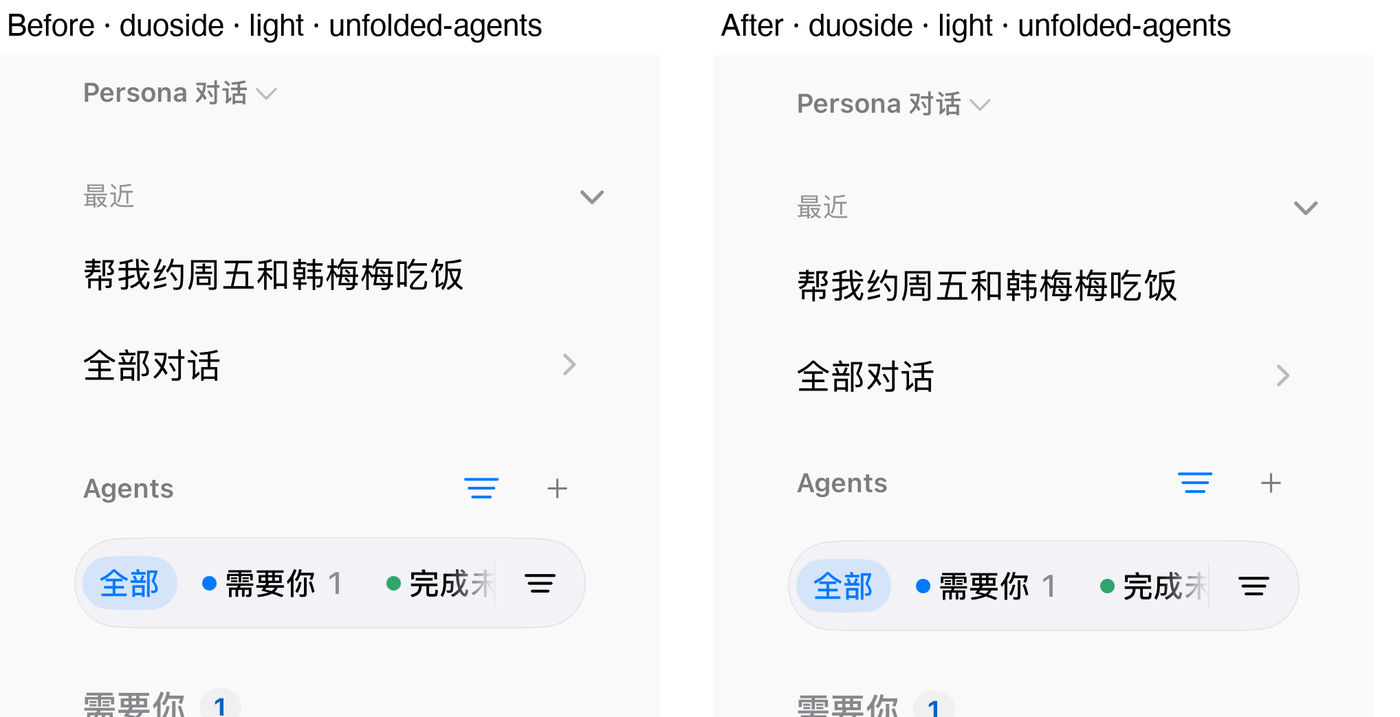 Before · duoside · light · unfolded-agents
Persona 对话
最近
帮我约周五和韩梅梅吃饭
全部对话
Agents
全部 需要你 1 完成未
需要你 1
After · duoside · light · unfolded-agents
Persona 对话
最近
帮我约周五和韩梅梅吃饭
全部对话
Agents
全部 需要你 1 完成未
需要你 1